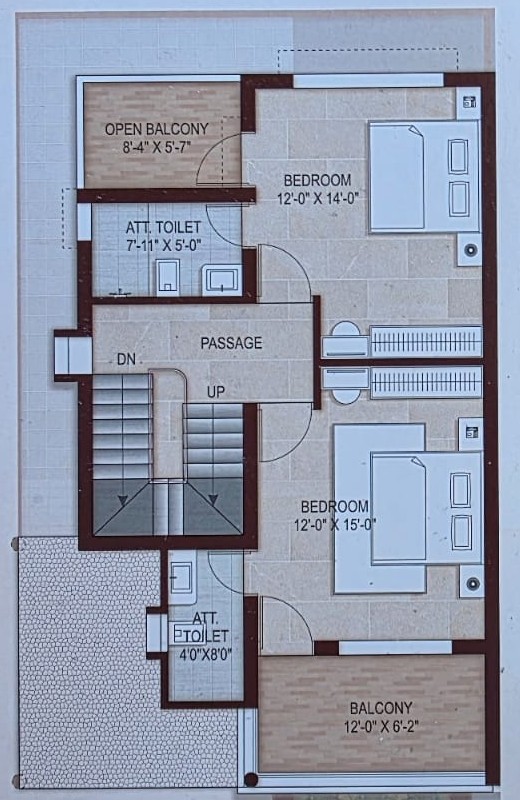 OPEN BALCONY
8'-4" X 5'-7"
BEDROOM
12'-0" X 14'-0"
ATT. TOILET
7'-11" X 5'-0"
PASSAGE
DN
UP
BEDROOM
12'-0" X 15'-0"
ATT.
TOILET
4'0"X8'0"
BALCONY
12'-0" X 6'-2"